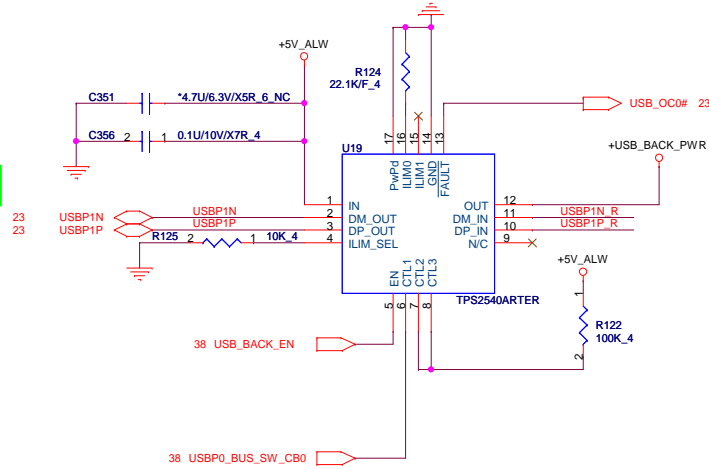 +5V_ALW
R124
22.1K/F_4
C351
*4.7U/6.3V/X5R_6_NC
USB_OC0# 23
C356 2 1 0.1U/10V/X7R_4
+USB_BACK_PWR
U19
17 16 15 14 13
PwPd ILIM0 ILIM1 GND FAULT
1 IN OUT 12
23 USBP1N USBP1N 2 DM_OUT DM_IN 11 USBP1N_R
23 USBP1P USBP1P 3 DP_OUT DP_IN 10 USBP1P_R
R125 2 1 10K_4 4 ILIM_SEL N/C 9
+5V_ALW
EN CTL1 CTL2 CTL3
5 6 7 8
TPS2540ARTER
1
R122
100K_4
2
38 USB_BACK_EN
38 USBP0_BUS_SW_CB0